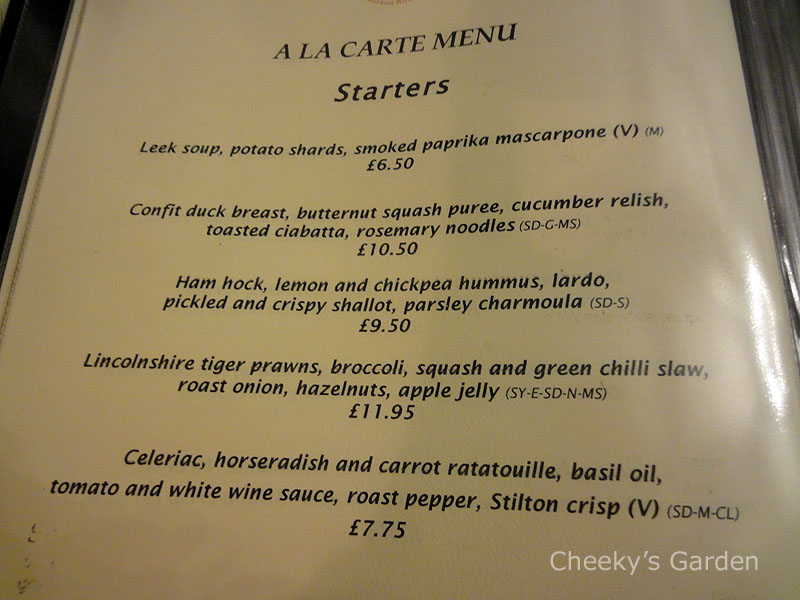 A LA CARTE MENU
Starters
Leek soup, potato shards, smoked paprika mascarpone (V) (M)
£6.50
Confit duck breast, butternut squash puree, cucumber relish,
toasted ciabatta, rosemary noodles (SD-G-MS)
£10.50
Ham hock, lemon and chickpea hummus, lardo,
pickled and crispy shallot, parsley charmoula (SD-S)
£9.50
Lincolnshire tiger prawns, broccoli, squash and green chilli slaw,
roast onion, hazelnuts, apple jelly (SY-E-SD-N-MS)
£11.95
Celeriac, horseradish and carrot ratatouille, basil oil,
tomato and white wine sauce, roast pepper, Stilton crisp (V) (SD-M-CL)
£7.75
Cheeky's Garden